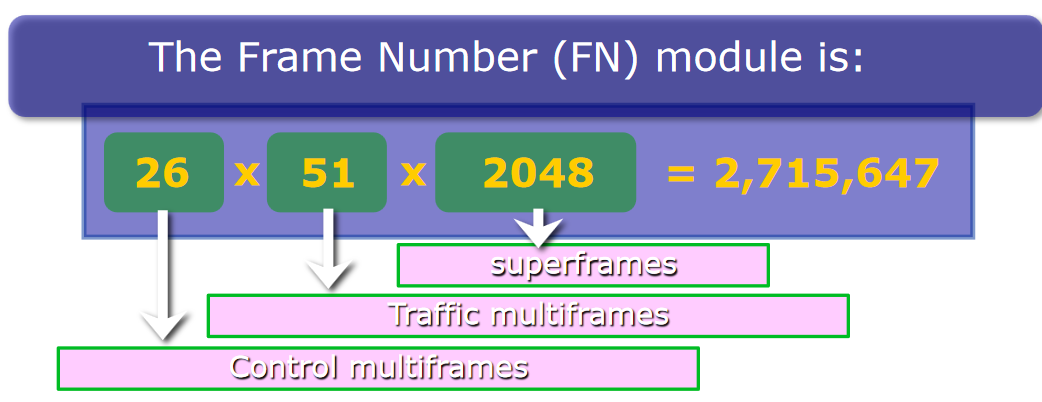 The Frame Number (FN) module is:
26 x 51 x 2048 = 2,715,647
superframes
Traffic multiframes
Control multiframes